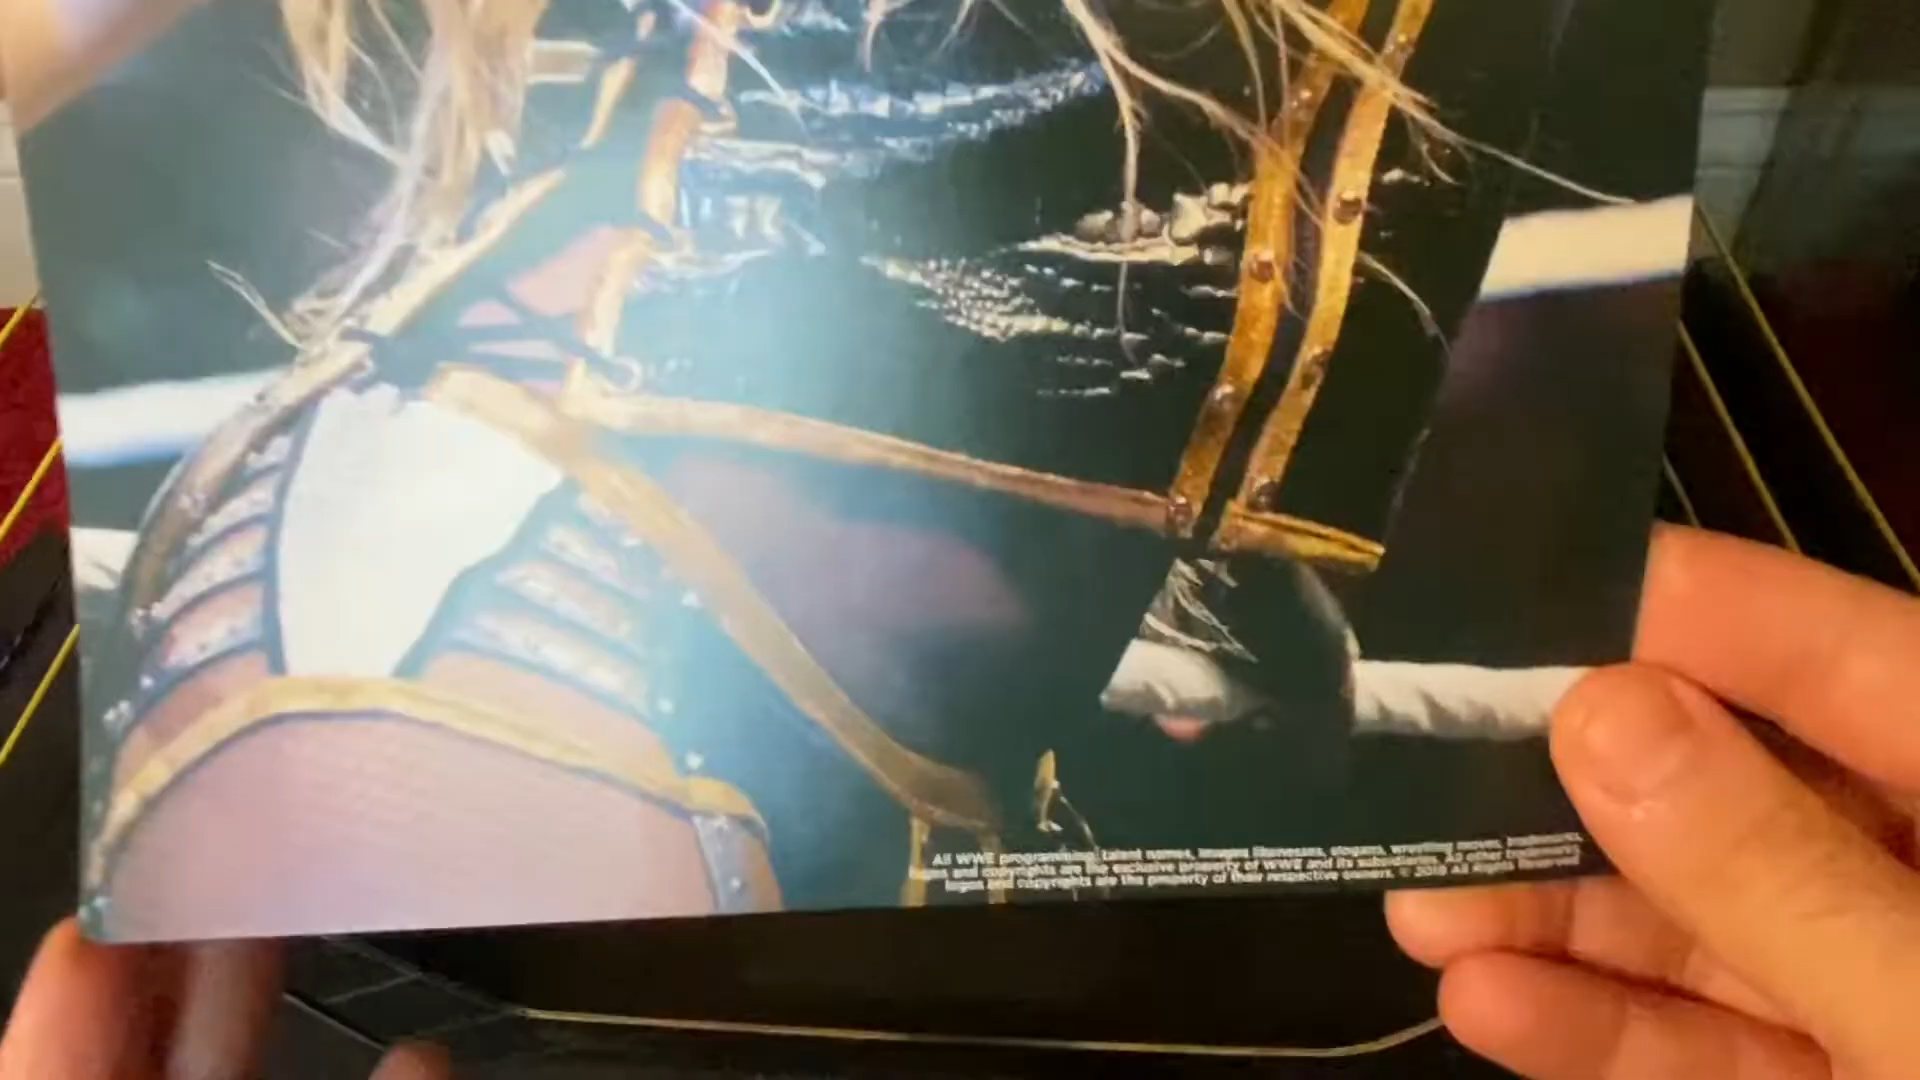 All WWE programming, talent names, images likenesses, slogans, wrestling moves, trademarks,
logos and copyrights are the exclusive property of WWE and its subsidiaries. All other trademarks
logos and copyrights are the property of their respective owners. © 2019 All Rights Reserved